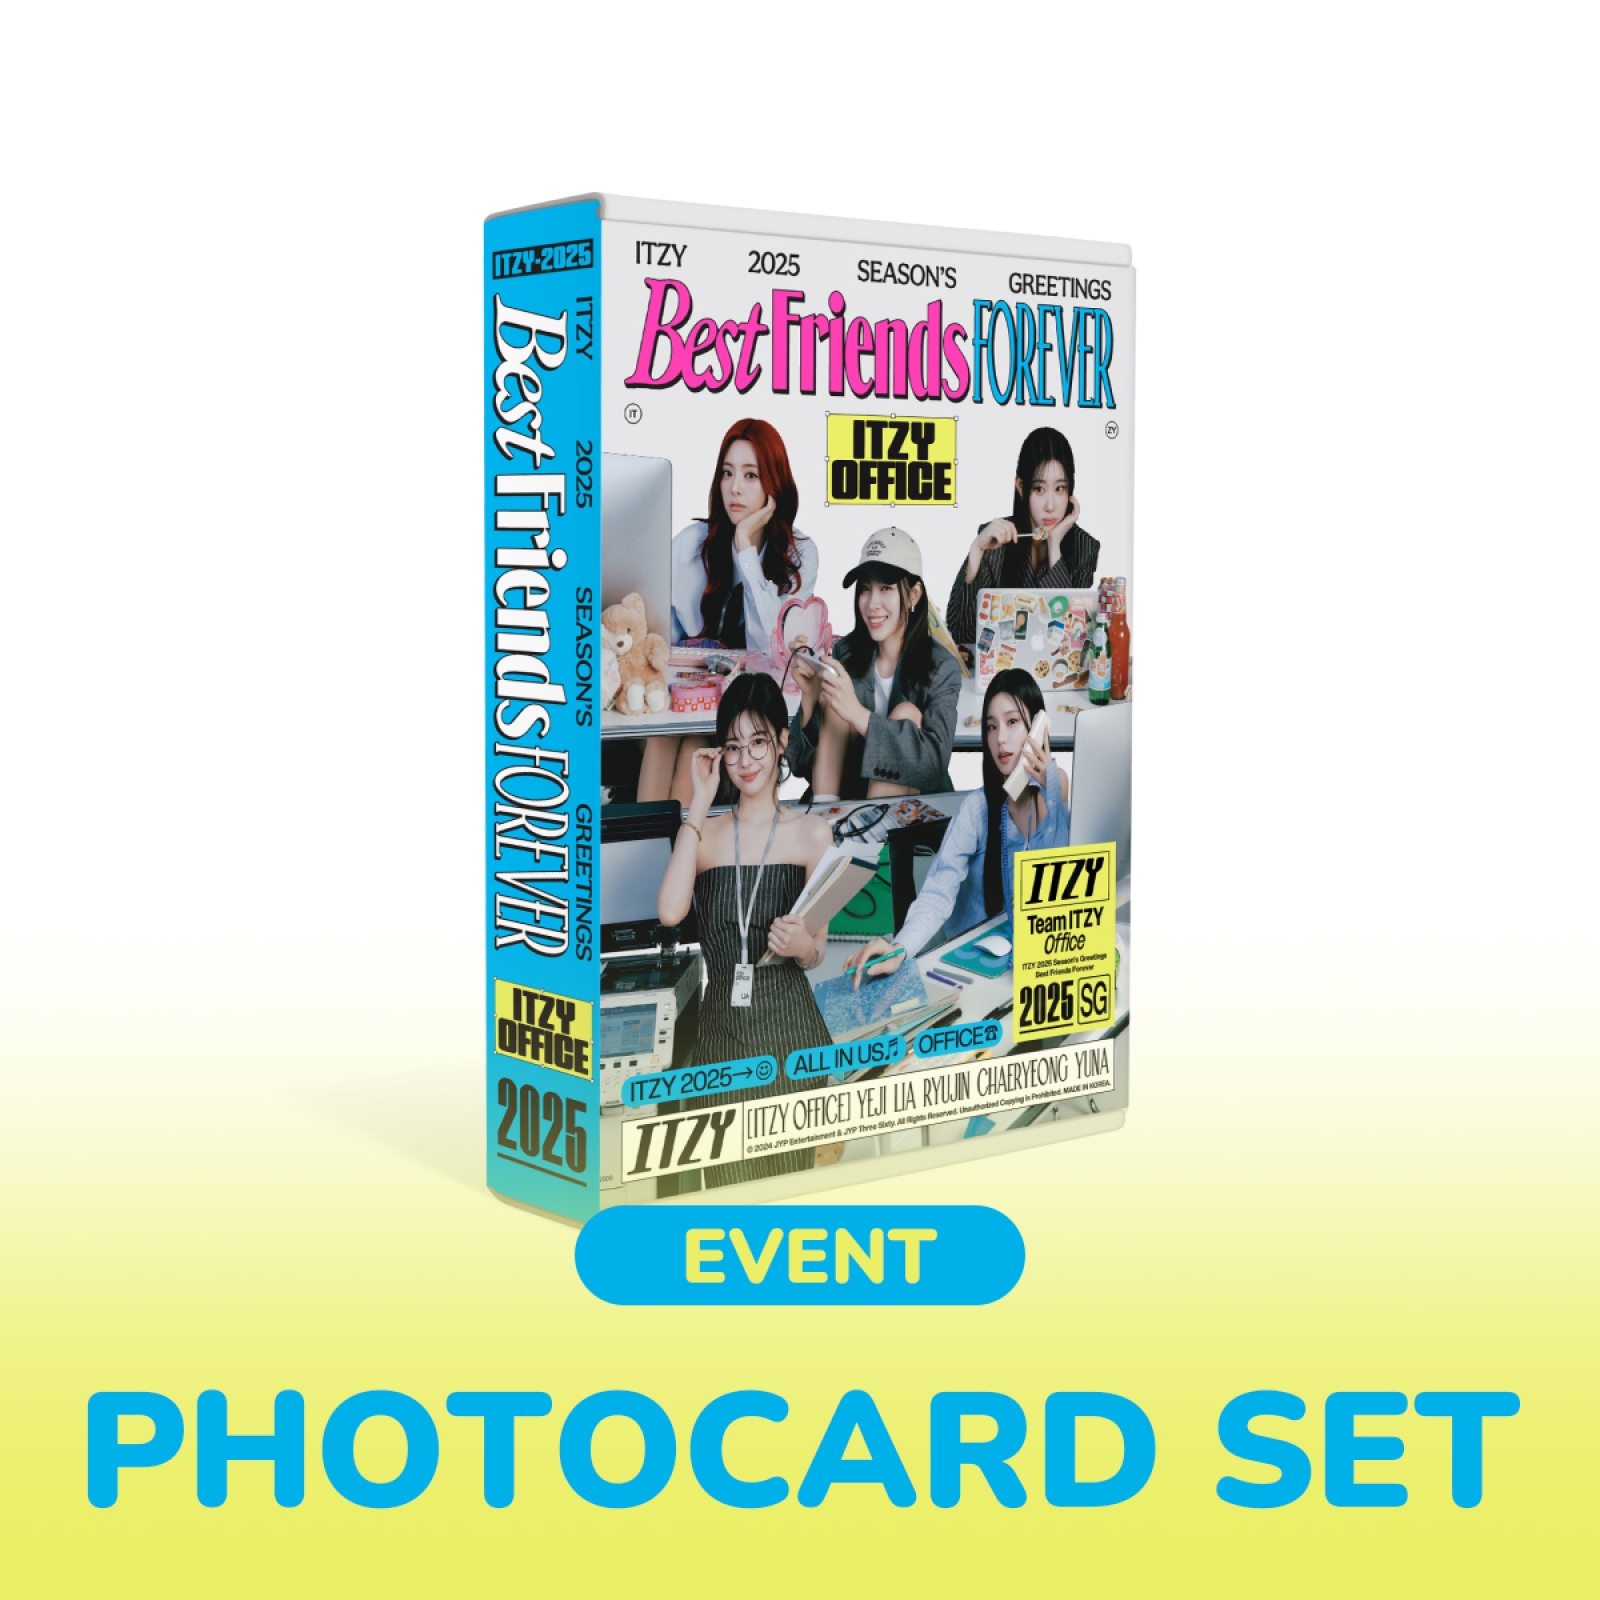 ITZY-2025
ITZY 2025 SEASON'S GREETINGS
Best Friends FOREVER
ITZY
OFFICE
2025
ITZY 2025 SEASON'S GREETINGS
Best Friends FOREVER
IT
ZY
ITZY
OFFICE
ITZY
OFFICE
LIA
ITZY
Team ITZY
Office
ITZY 2025 Season's Greetings
Best Friends Forever
2025 SG
ITZY 2025→☺ ALL IN US♬ OFFICE☎
ITZY
[ITZY OFFICE] YEJI LIA RYUJIN CHAERYEONG YUNA
© 2024 JYP Entertainment & JYP Three Sixty. All Rights Reserved. Unauthorized Copying is Prohibited. MADE IN KOREA.
EVENT
PHOTOCARD SET